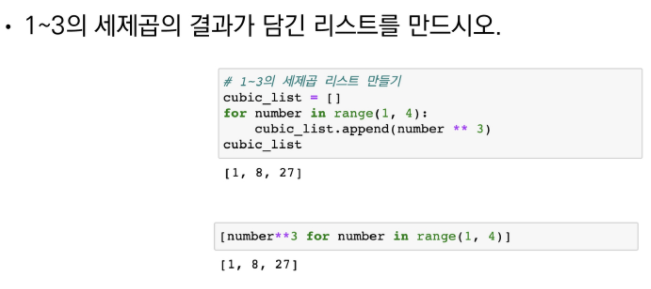 • 1~3의 세제곱의 결과가 담긴 리스트를 만드시오.
# 1~3의 세제곱 리스트 만들기
cubic_list = []
for number in range(1, 4):
    cubic_list.append(number ** 3)
cubic_list
[1, 8, 27]
[number**3 for number in range(1, 4)]
[1, 8, 27]